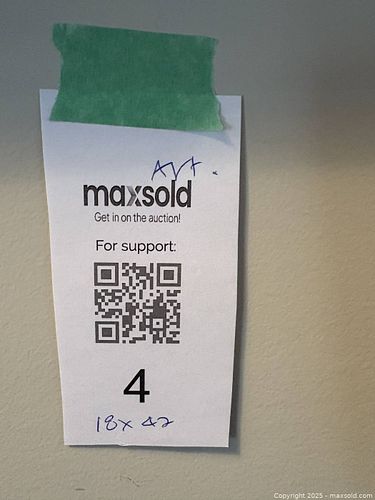 Art.
maxsold
Get in on the auction!
For support:
4
18x42
Copyright 2025 - maxsold.com